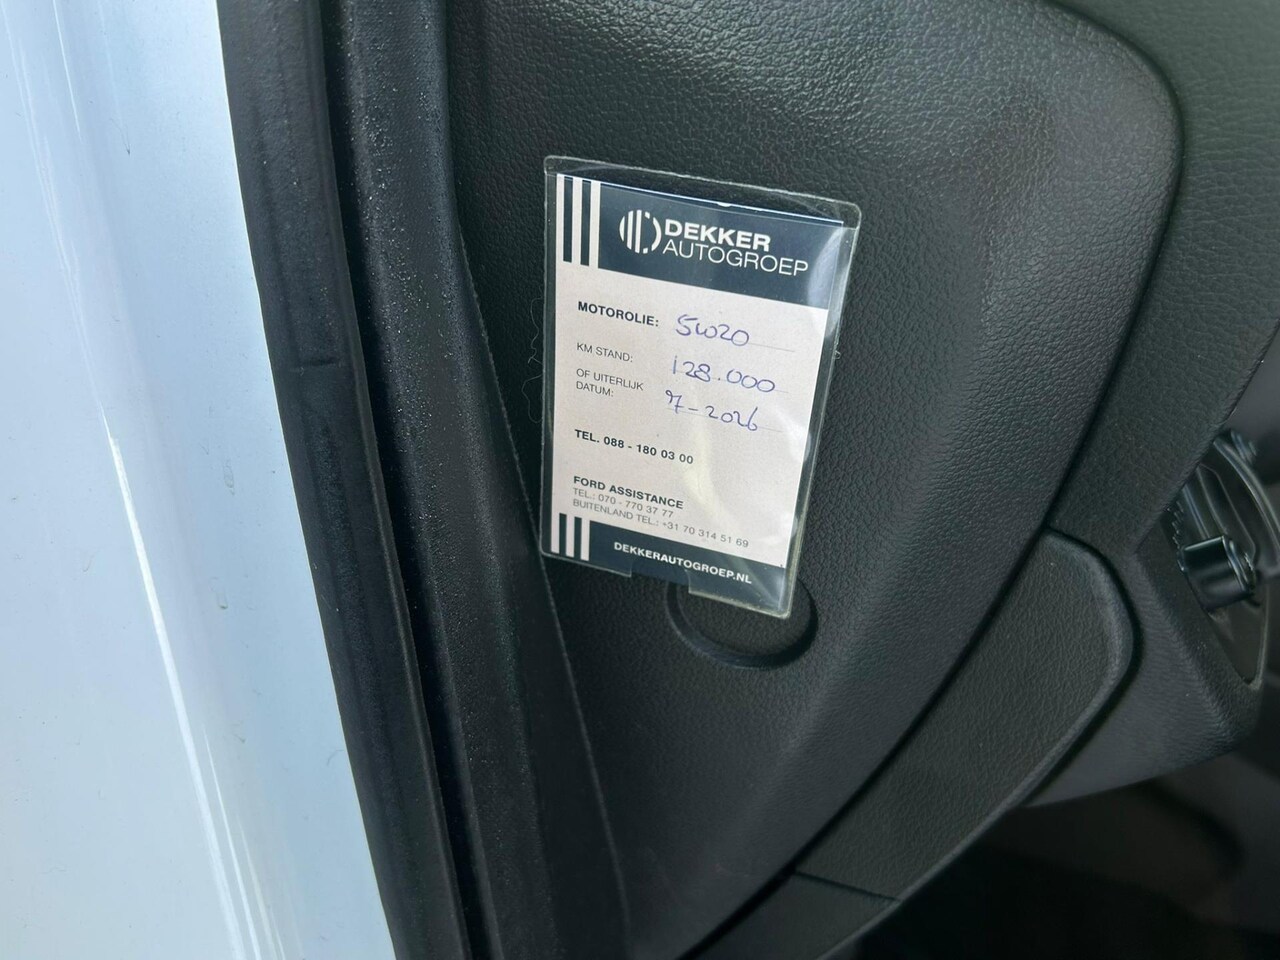 DEKKER
AUTOGROEP
MOTOROLIE: 5W20
KM STAND: 128.000
OF UITERLIJK
DATUM: 7-2026
TEL. 088 - 180 03 00
FORD ASSISTANCE
TEL.: 070 - 770 37 77
BUITENLAND TEL.: +31 70 314 51 69
DEKKERAUTOGROEP.NL